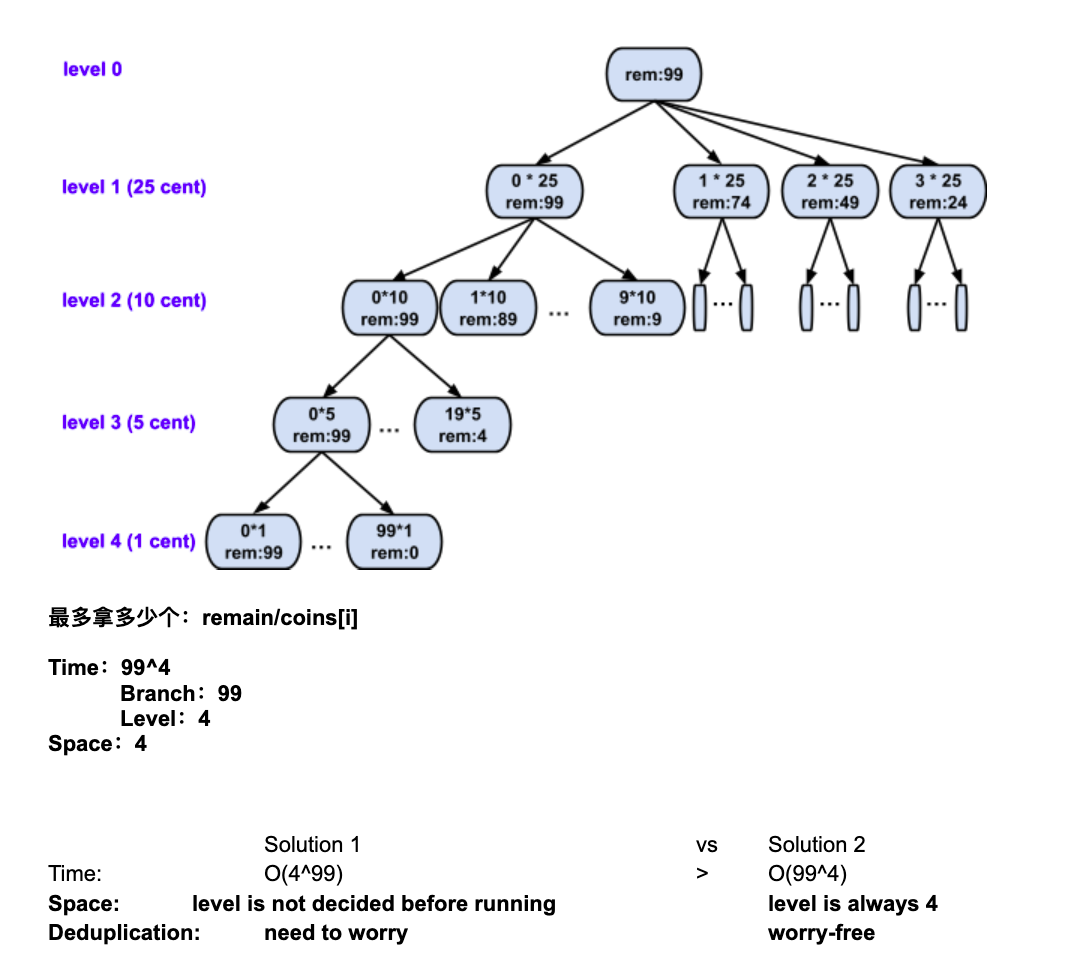 level 0
rem:99
level 1 (25 cent)
0 * 25
rem:99
1 * 25
rem:74
2 * 25
rem:49
3 * 25
rem:24
level 2 (10 cent)
0*10
rem:99
1*10
rem:89
...
9*10
rem:9
...
...
...
level 3 (5 cent)
0*5
rem:99
...
19*5
rem:4
level 4 (1 cent)
0*1
rem:99
...
99*1
rem:0
最多拿多少个：remain/coins[i]
Time：99^4
Branch：99
Level：4
Space：4
Solution 1 vs Solution 2
Time: O(4^99) > O(99^4)
Space: level is not decided before running level is always 4
Deduplication: need to worry worry-free